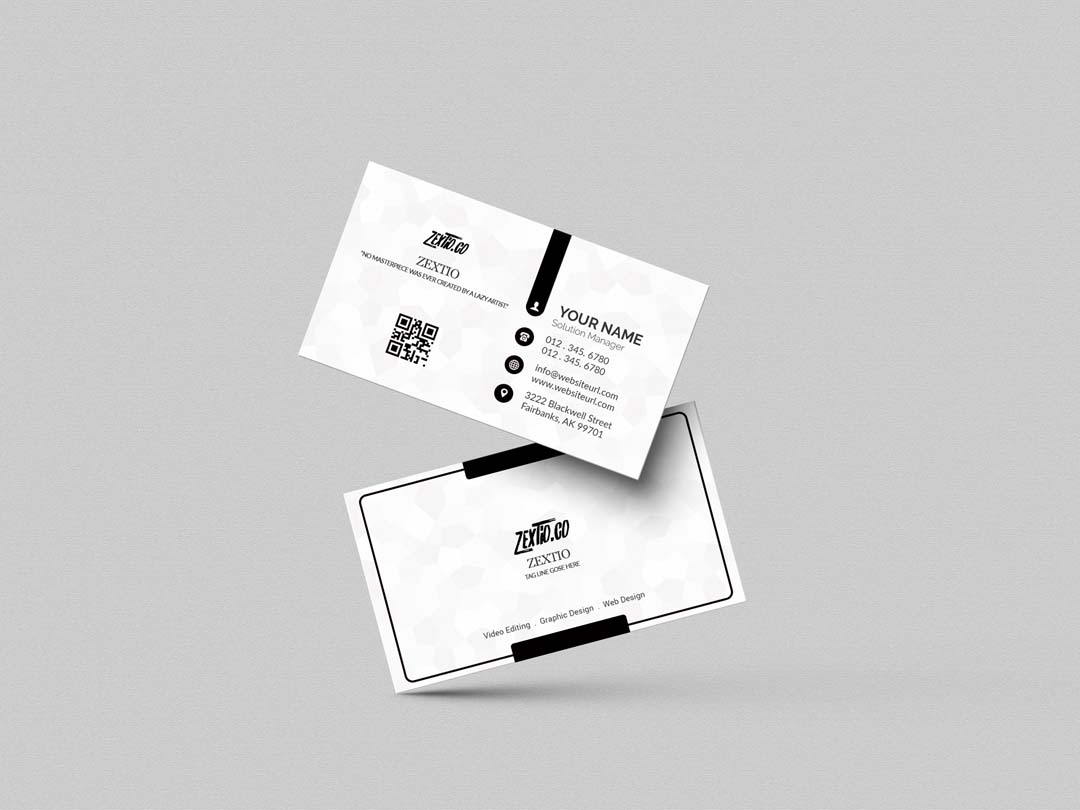 ZEXTIO.CO
ZEXTIO
"NO MASTERPIECE WAS EVER CREATED BY A LAZY ARTIST."
YOUR NAME
Solution Manager
012 . 345. 6780
012 . 345. 6780
info@websiteurl.com
www.websiteurl.com
3222 Blackwell Street
Fairbanks, AK 99701
ZEXTIO.CO
ZEXTIO
TAG LINE GOSE HERE
Video Editing . Graphic Design . Web Design